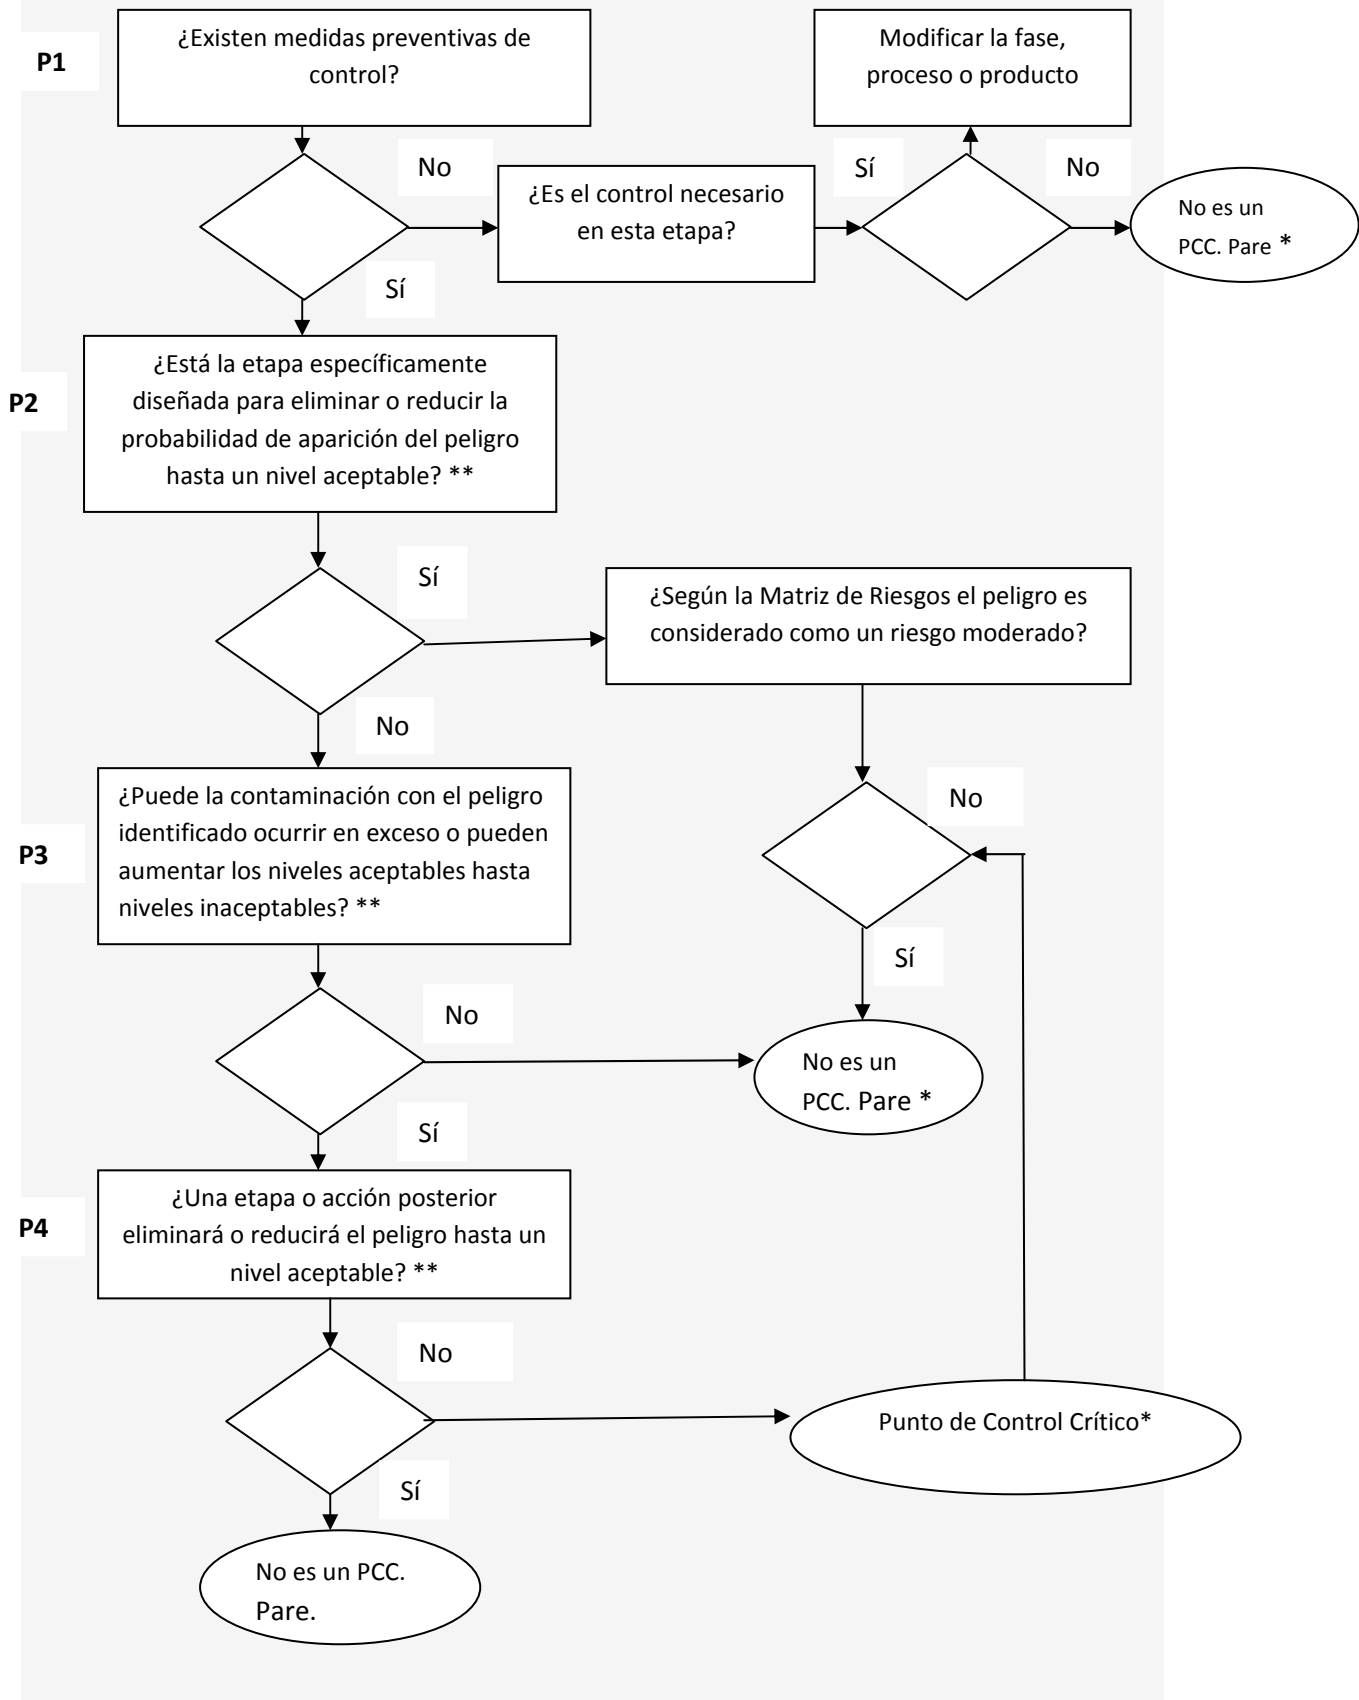 P1
¿Existen medidas preventivas de
control?
Modificar la fase,
proceso o producto
No
¿Es el control necesario
en esta etapa?
Sí
No
No es un
PCC. Pare *
Sí
P2
¿Está la etapa específicamente
diseñada para eliminar o reducir la
probabilidad de aparición del peligro
hasta un nivel aceptable? **
Sí
¿Según la Matriz de Riesgos el peligro es
considerado como un riesgo moderado?
No
No
P3
¿Puede la contaminación con el peligro
identificado ocurrir en exceso o pueden
aumentar los niveles aceptables hasta
niveles inaceptables? **
Sí
No
No es un
PCC. Pare *
Sí
P4
¿Una etapa o acción posterior
eliminará o reducirá el peligro hasta un
nivel aceptable? **
No
Punto de Control Crítico*
Sí
No es un PCC.
Pare.